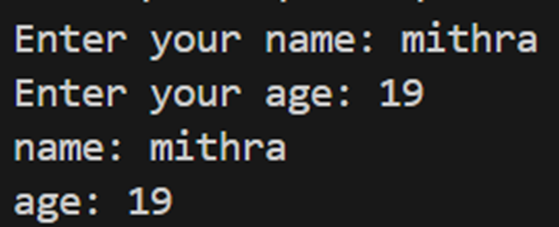 Enter your name: mithra
Enter your age: 19
name: mithra
age: 19